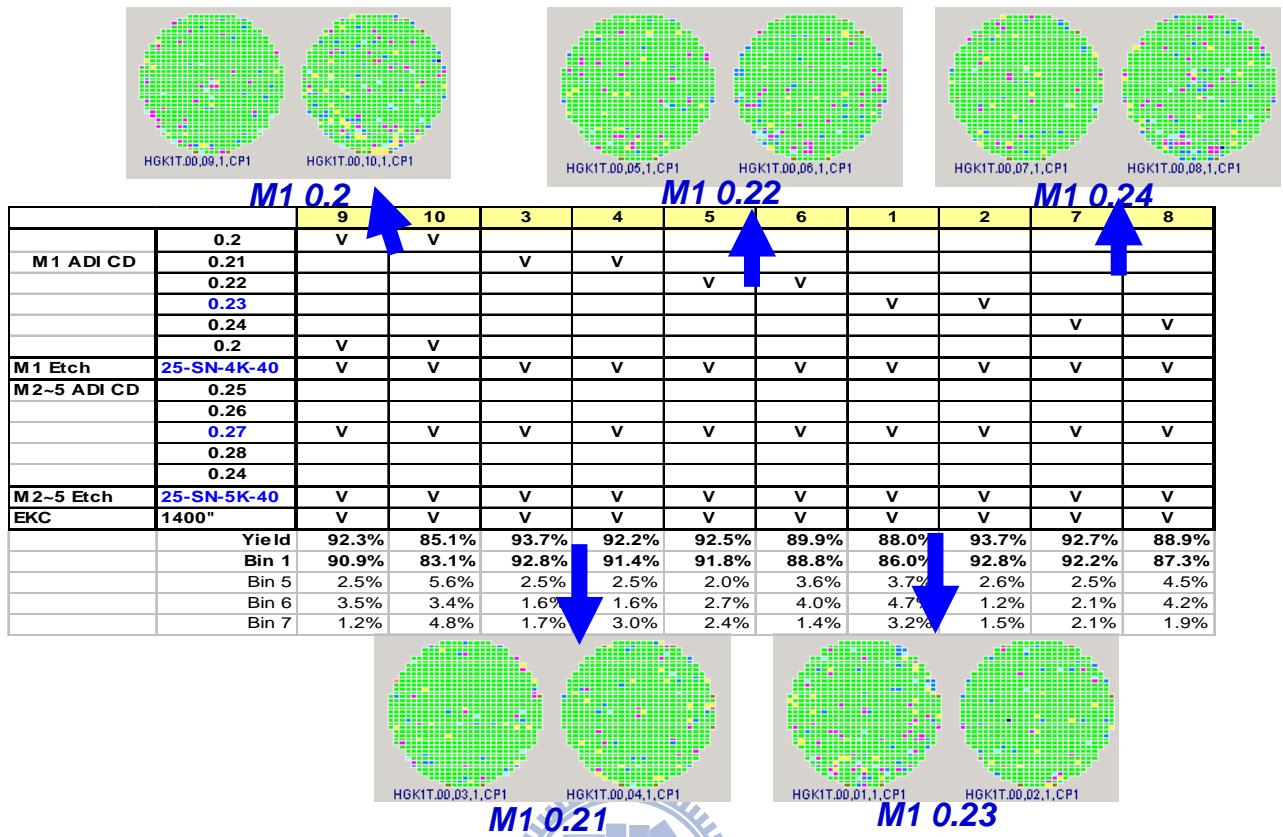 HGK1T.00,09,1,CP1 HGK1T.00,10,1,CP1
HGK1T.00,05,1,CP1 HGK1T.00,06,1,CP1
HGK1T.00,07,1,CP1 HGK1T.00,08,1,CP1
M1 0.2 M1 0.22 M1 0.24
9 10 3 4 5 6 1 2 7 8
0.2 V V
M1 ADI CD 0.21 V V
0.22 V V
0.23 V V
0.24 V V
0.2 V V
M1 Etch 25-SN-4K-40 V V V V V V V V V V
M2~5 ADI CD 0.25
0.26
0.27 V V V V V V V V V V
0.28
0.24
M2~5 Etch 25-SN-5K-40 V V V V V V V V V V
EKC 1400" V V V V V V V V V V
Yield 92.3% 85.1% 93.7% 92.2% 92.5% 89.9% 88.0% 93.7% 92.7% 88.9%
Bin 1 90.9% 83.1% 92.8% 91.4% 91.8% 88.8% 86.0% 92.8% 92.2% 87.3%
Bin 5 2.5% 5.6% 2.5% 2.5% 2.0% 3.6% 3.7% 2.6% 2.5% 4.5%
Bin 6 3.5% 3.4% 1.6% 1.6% 2.7% 4.0% 4.7% 1.2% 2.1% 4.2%
Bin 7 1.2% 4.8% 1.7% 3.0% 2.4% 1.4% 3.2% 1.5% 2.1% 1.9%
HGK1T.00,03,1,CP1 HGK1T.00,04,1,CP1
HGK1T.00,01,1,CP1 HGK1T.00,02,1,CP1
M1 0.21 M1 0.23